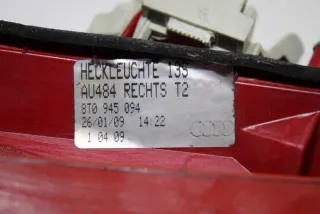 HECKLEUCHTE 13S
AU484 RECHTS T2
8T0 945 094
26/01/09 14:22
1 04 09